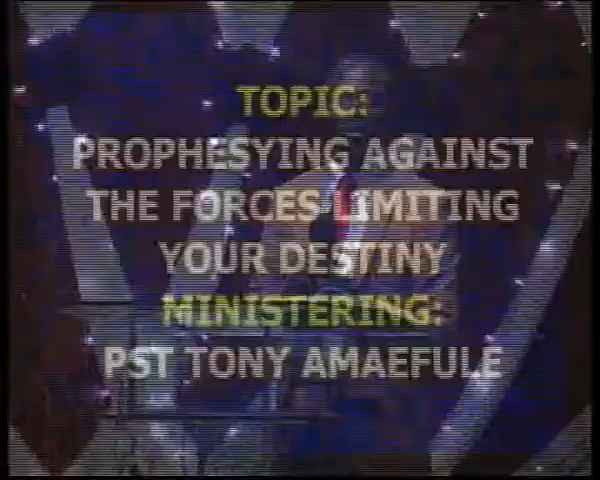 TOPIC:
PROPHESYING AGAINST
THE FORCES LIMITING
YOUR DESTINY
MINISTERING:
PST TONY AMAEFULE